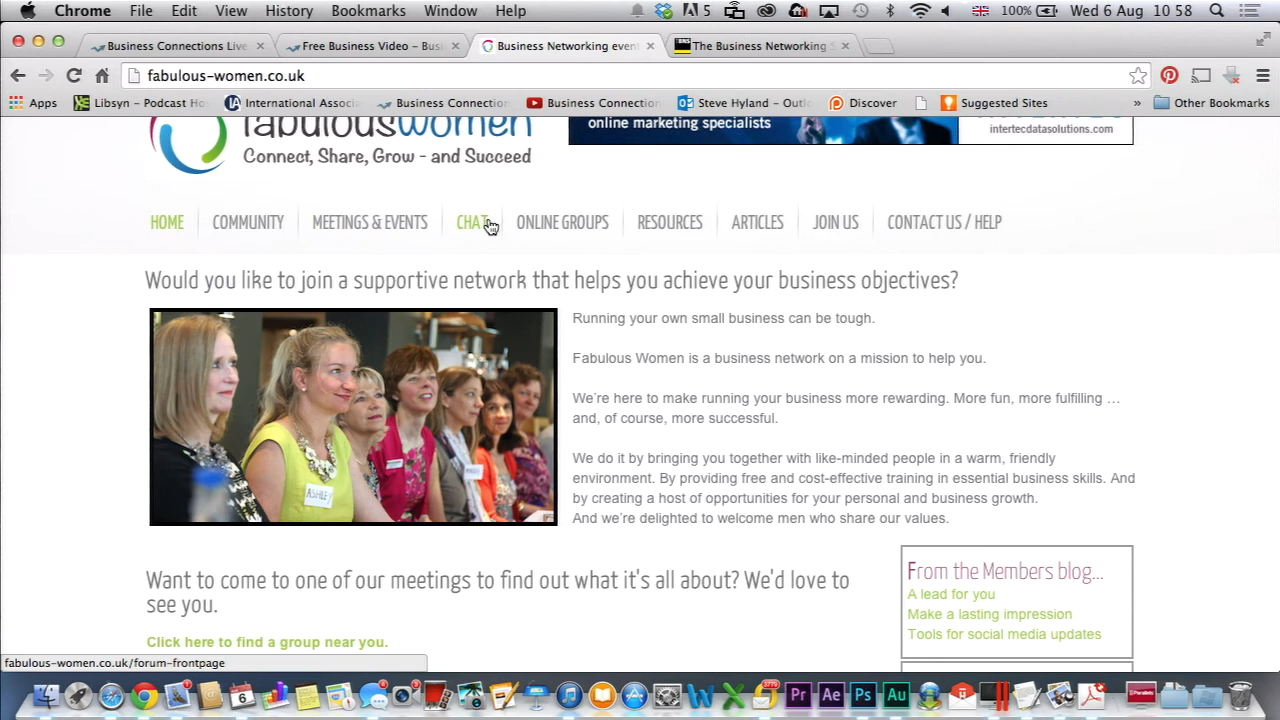 Chrome File Edit View History Bookmarks Window Help 5 100% Wed 6 Aug 10 58
Business Connections Live Free Business Video – Busi Business Networking event The Business Networking S
fabulous-women.co.uk
Apps Libsyn – Podcast Ho International Associa Business Connection Business Connection Steve Hyland – Outlo Discover Suggested Sites » Other Bookmarks
fabulouswomen
Connect, Share, Grow – and Succeed
online marketing specialists
intertecdatasolutions.com
HOME COMMUNITY MEETINGS & EVENTS CHAT ONLINE GROUPS RESOURCES ARTICLES JOIN US CONTACT US / HELP
Would you like to join a supportive network that helps you achieve your business objectives?
Running your own small business can be tough.
Fabulous Women is a business network on a mission to help you.
We're here to make running your business more rewarding. More fun, more fulfilling …
and, of course, more successful.
We do it by bringing you together with like-minded people in a warm, friendly
environment. By providing free and cost-effective training in essential business skills. And
by creating a host of opportunities for your personal and business growth.
And we're delighted to welcome men who share our values.
ASHLEY
Want to come to one of our meetings to find out what it's all about? We'd love to
see you.
Click here to find a group near you.
From the Members blog...
A lead for you
Make a lasting impression
Tools for social media updates
fabulous-women.co.uk/forum-frontpage
6 Pr Ae Ps Au